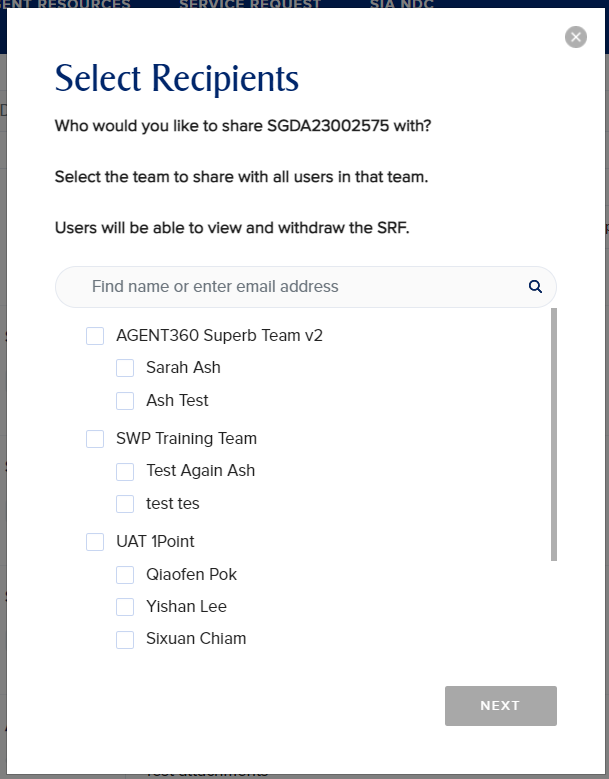 ENT RESOURCES SERVICE REQUEST SIA NDC
Select Recipients
Who would you like to share SGDA23002575 with?
Select the team to share with all users in that team.
Users will be able to view and withdraw the SRF.
Find name or enter email address
AGENT360 Superb Team v2
Sarah Ash
Ash Test
SWP Training Team
Test Again Ash
test tes
UAT 1Point
Qiaofen Pok
Yishan Lee
Sixuan Chiam
NEXT
Test attachments